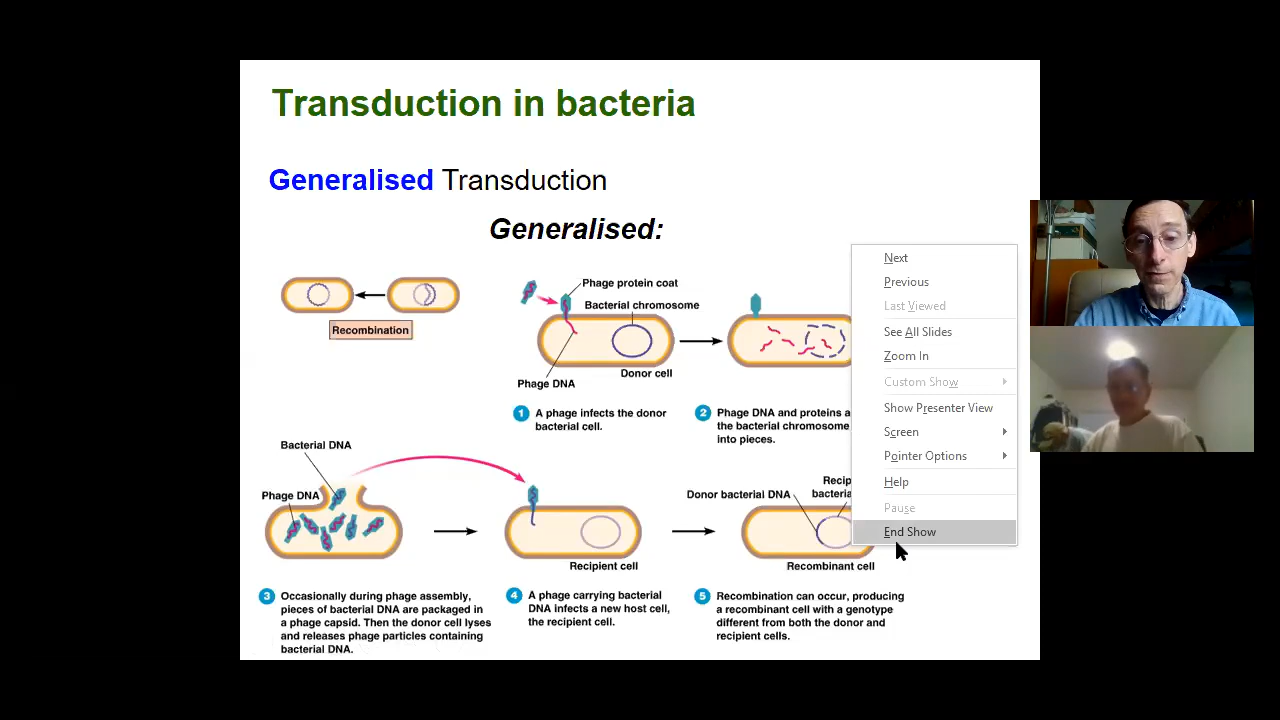 Transduction in bacteria
Generalised Transduction
Generalised:
Recombination
Phage protein coat
Bacterial chromosome
Donor cell
Phage DNA
1 A phage infects the donor
bacterial cell.
2 Phage DNA and proteins a
the bacterial chromosome
into pieces.
Bacterial DNA
Phage DNA
Recipient cell
Donor bacterial DNA
Recip
bacteria
Recombinant cell
3 Occasionally during phage assembly,
pieces of bacterial DNA are packaged in
a phage capsid. Then the donor cell lyses
and releases phage particles containing
bacterial DNA.
4 A phage carrying bacterial
DNA infects a new host cell,
the recipient cell.
5 Recombination can occur, producing
a recombinant cell with a genotype
different from both the donor and
recipient cells.
Next
Previous
Last Viewed
See All Slides
Zoom In
Custom Show
Show Presenter View
Screen
Pointer Options
Help
Pause
End Show